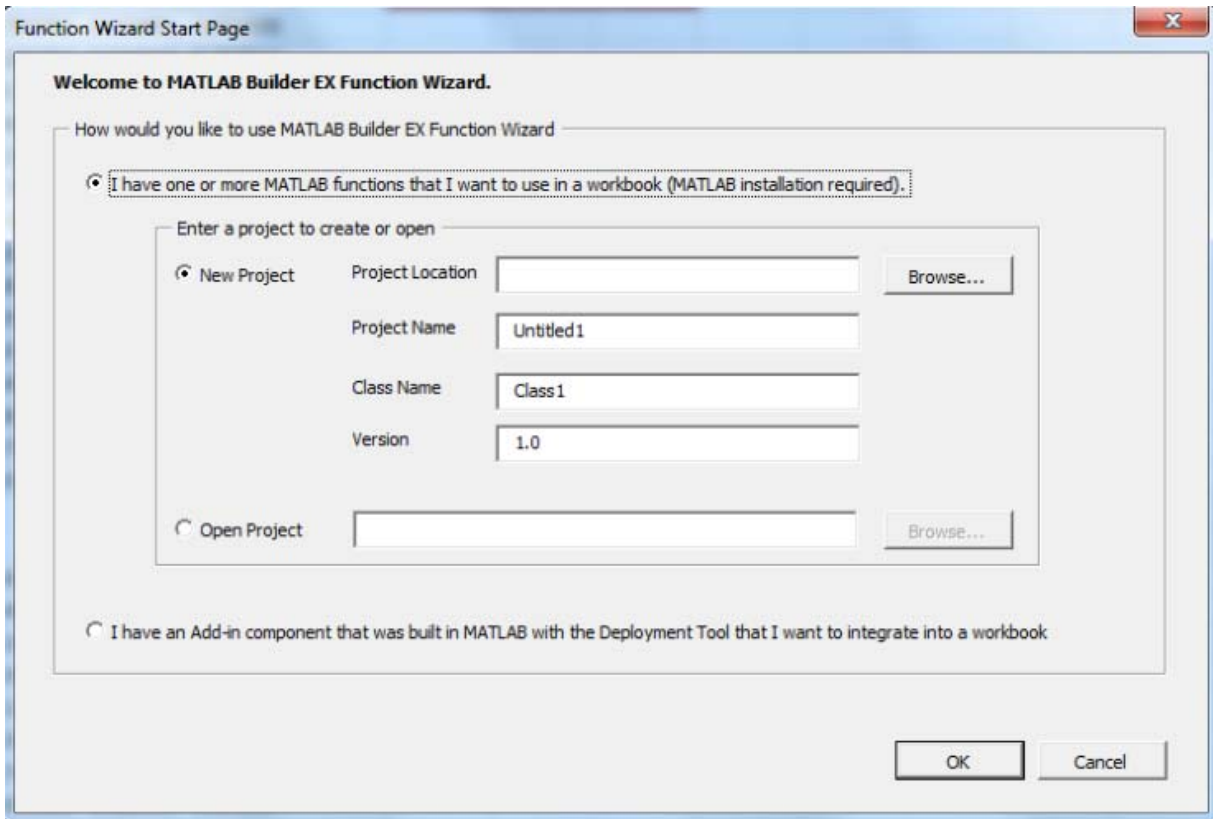 Function Wizard Start Page
Welcome to MATLAB Builder EX Function Wizard.
How would you like to use MATLAB Builder EX Function Wizard
I have one or more MATLAB functions that I want to use in a workbook (MATLAB installation required).
Enter a project to create or open
New Project Project Location Browse...
Project Name Untitled1
Class Name Class1
Version 1.0
Open Project Browse...
I have an Add-in component that was built in MATLAB with the Deployment Tool that I want to integrate into a workbook
OK Cancel